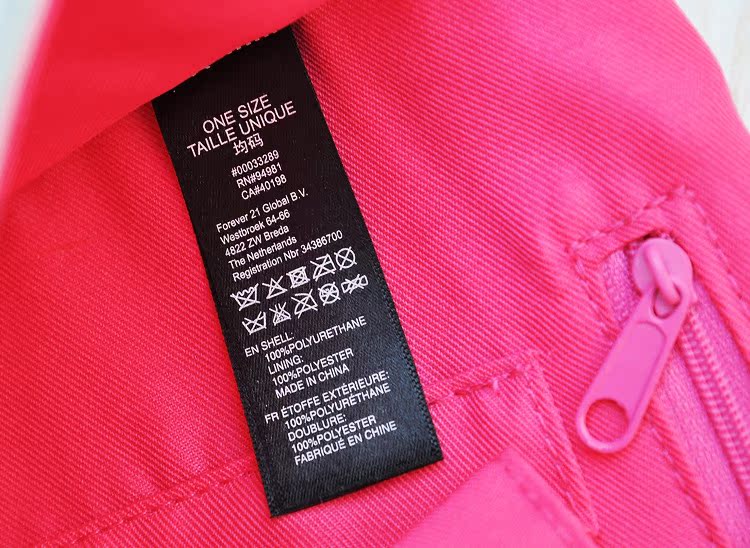 ONE SIZE
TAILLE UNIQUE
均码
#00033289
RN#94981
CA#40198
Forever 21 Global B.V.
Westbroek 64-66
4822 ZW Breda
The Netherlands
Registration Nbr 34386700
EN SHELL:
100%POLYURETHANE
LINING:
100%POLYESTER
MADE IN CHINA
FR ÉTOFFE EXTÉRIEURE:
100%POLYURÉTHANE
DOUBLURE:
100%POLYESTER
FABRIQUÉ EN CHINE